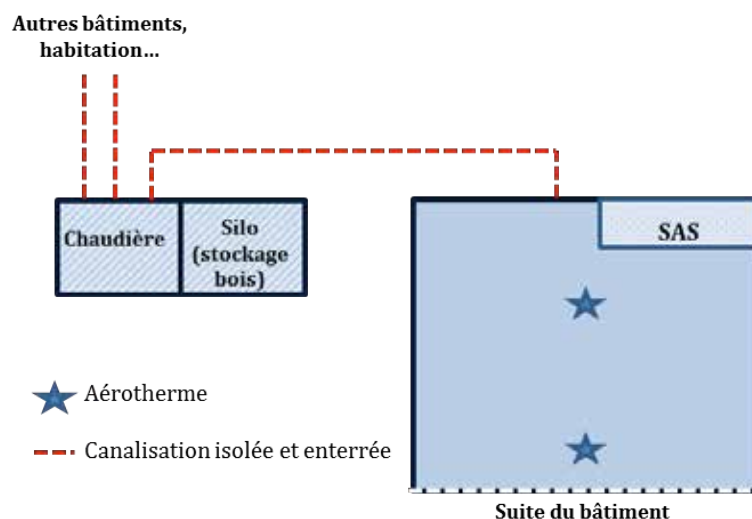 Autres bâtiments,
habitation...
Chaudière
Silo
(stockage
bois)
SAS
Aérotherme
Canalisation isolée et enterrée
Suite du bâtiment